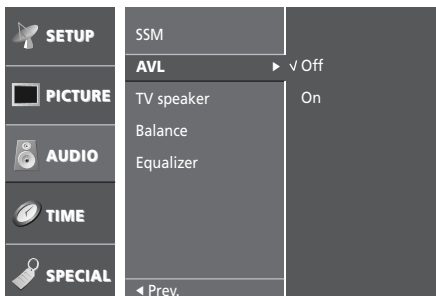 SETUP
PICTURE
AUDIO
TIME
SPECIAL
SSM
AVL ▶
TV speaker
Balance
Equalizer
◀ Prev.
√ Off
On